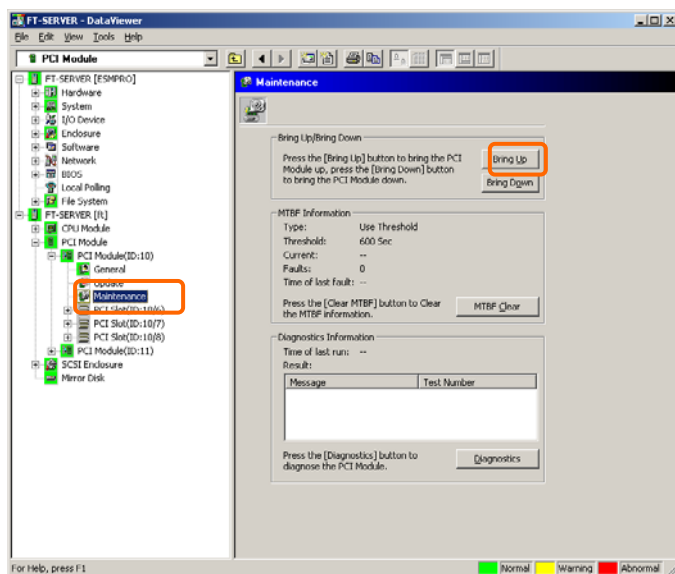 FT-SERVER - DataViewer
File Edit View Tools Help
PCI Module
FT-SERVER [ESMPRO]
Hardware
System
I/O Device
Enclosure
Software
Network
BIOS
Local Polling
File System
FT-SERVER [ft]
CPU Module
PCI Module
PCI Module(ID:10)
General
Update
Maintenance
PCI Slot(ID:10/6)
PCI Slot(ID:10/7)
PCI Slot(ID:10/8)
PCI Module(ID:11)
SCSI Enclosure
Mirror Disk
Maintenance
Bring Up/Bring Down
Press the [Bring Up] button to bring the PCI
Module up, press the [Bring Down] button
to bring the PCI Module down.
Bring Up
Bring Down
MTBF Information
Type: Use Threshold
Threshold: 600 Sec
Current: --
Faults: 0
Time of last fault: --
Press the [Clear MTBF] button to Clear
the MTBF information.
MTBF Clear
Diagnostics Information
Time of last run: --
Result:
Message Test Number
Press the [Diagnostics] button to
diagnose the PCI Module.
Diagnostics
For Help, press F1
Normal Warning Abnormal